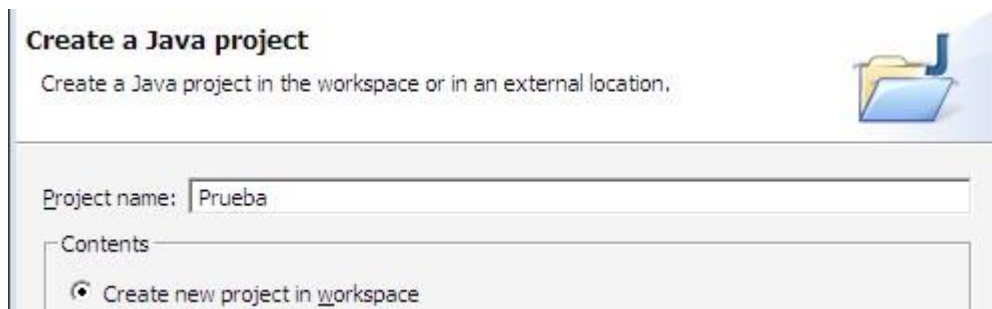 Create a Java project
Create a Java project in the workspace or in an external location.
Project name: Prueba
Contents
Create new project in workspace